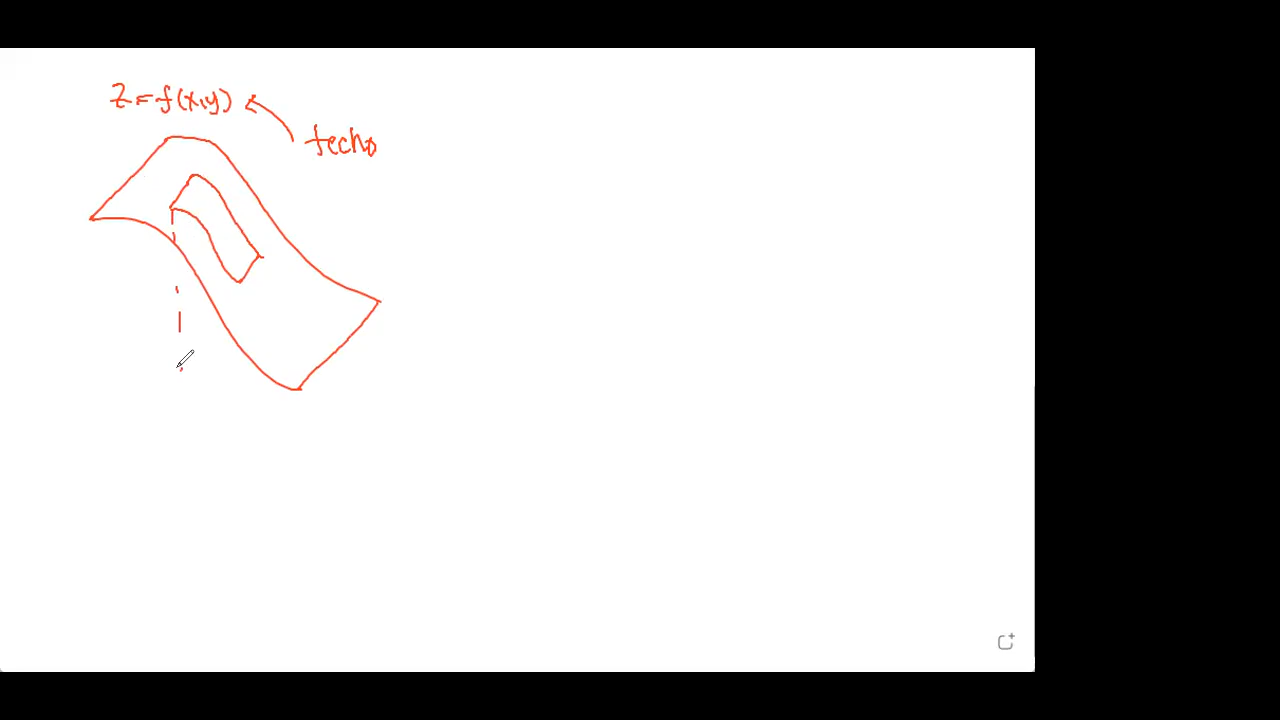 z = f(x,y)
techo